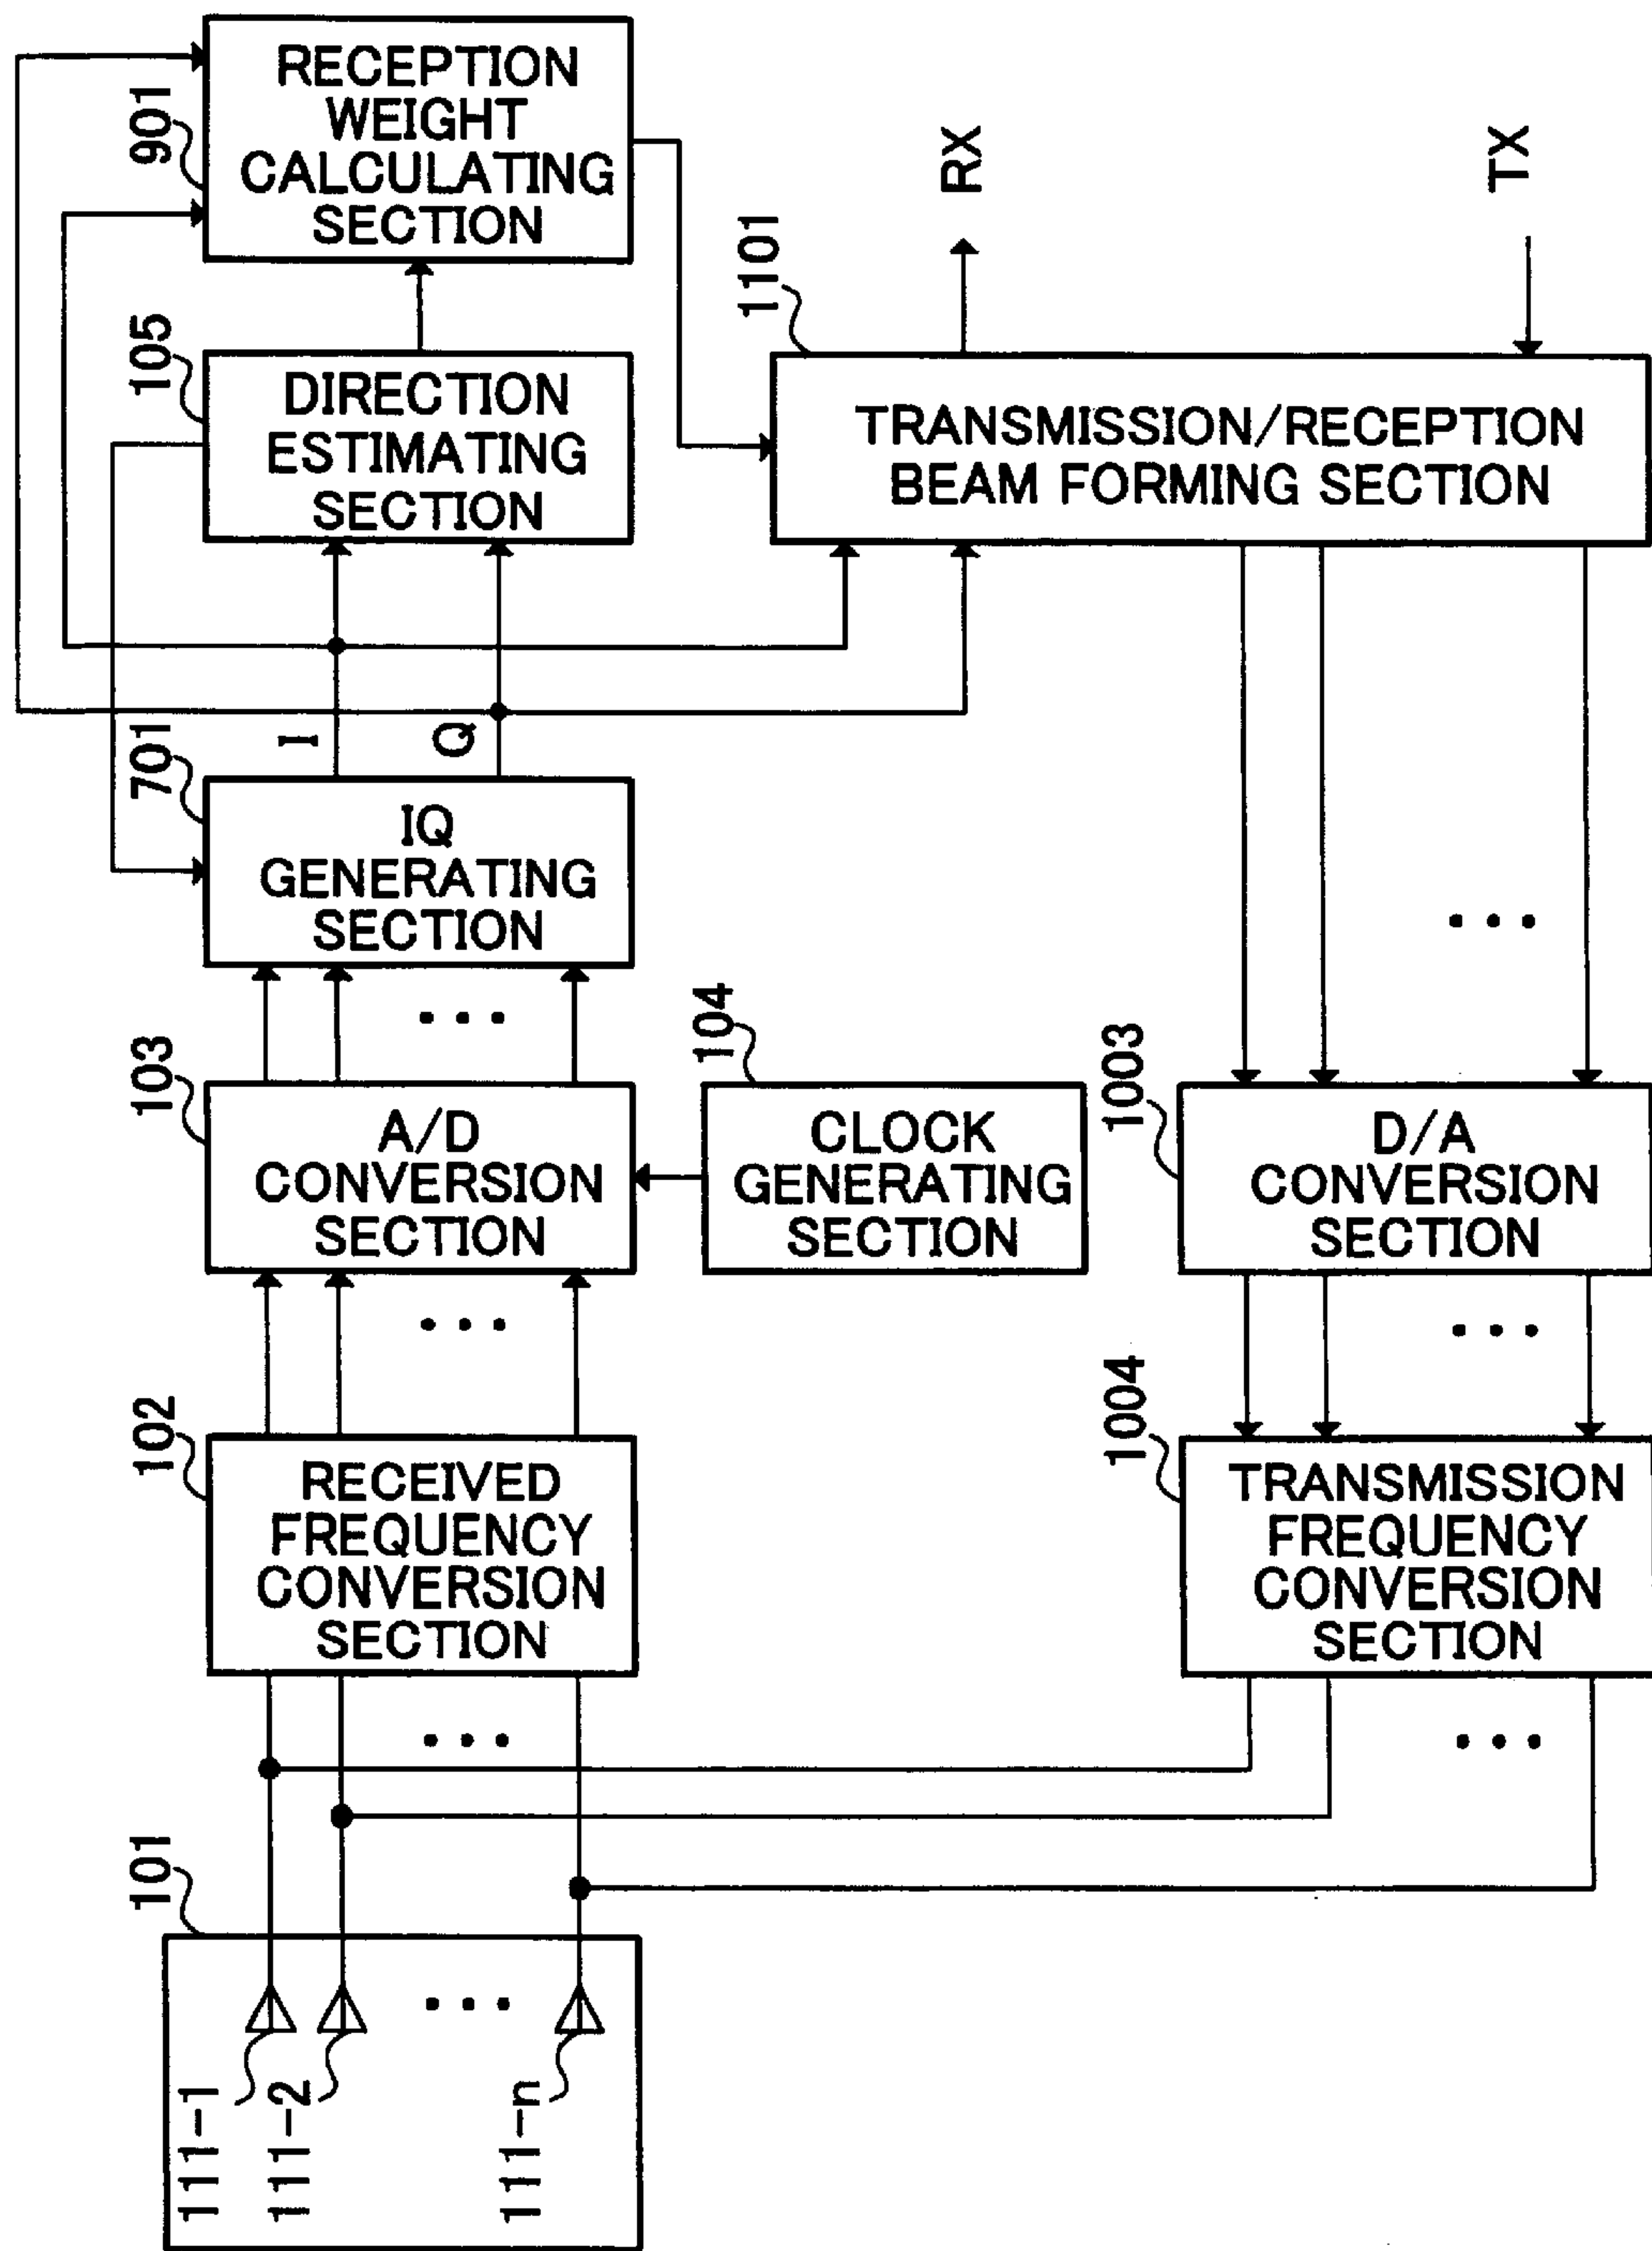 101
111-1
111-2
111-n
...
...
102
RECEIVED
FREQUENCY
CONVERSION
SECTION
...
103
A/D
CONVERSION
SECTION
...
701
IQ
GENERATING
SECTION
I
Q
105
DIRECTION
ESTIMATING
SECTION
901
RECEPTION
WEIGHT
CALCULATING
SECTION
104
CLOCK
GENERATING
SECTION
1101
TRANSMISSION/RECEPTION
BEAM FORMING SECTION
RX
TX
...
1003
D/A
CONVERSION
SECTION
...
1004
TRANSMISSION
FREQUENCY
CONVERSION
SECTION
...